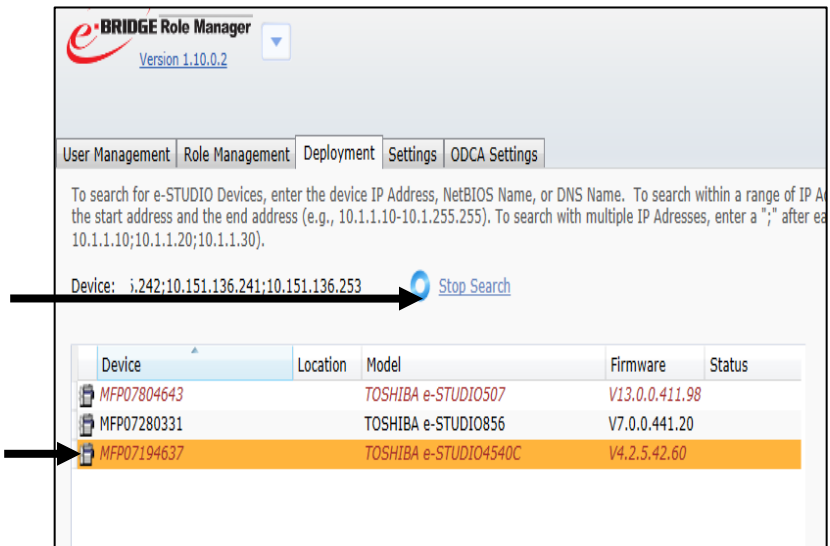 e-BRIDGE Role Manager
Version 1.10.0.2
User Management Role Management Deployment Settings ODCA Settings
To search for e-STUDIO Devices, enter the device IP Address, NetBIOS Name, or DNS Name. To search within a range of IP
the start address and the end address (e.g., 10.1.1.10-10.1.255.255). To search with multiple IP Adresses, enter a ";" after
10.1.1.10;10.1.1.20;10.1.1.30).
Device: .242;10.151.136.241;10.151.136.253 Stop Search
Device Location Model Firmware Status
MFP07804643 TOSHIBA e-STUDIO507 V13.0.0.411.98
MFP07280331 TOSHIBA e-STUDIO856 V7.0.0.441.20
MFP07194637 TOSHIBA e-STUDIO4540C V4.2.5.42.60